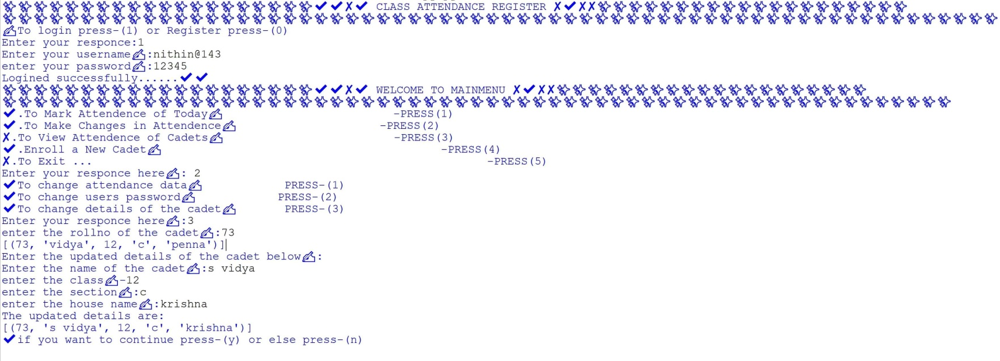 ✔✔✗✔ CLASS ATTENDANCE REGISTER ✗✔✗✗
✍To login press-(1) or Register press-(0)
Enter your responce:1
Enter your username✍:nithin@143
enter your password✍:12345
Logined successfully......✔✔
✔✔✗✔ WELCOME TO MAINMENU ✗✔✗✗
✔.To Mark Attendence of Today✍ -PRESS(1)
✔.To Make Changes in Attendence✍ -PRESS(2)
✗.To View Attendence of Cadets✍ -PRESS(3)
✔.Enroll a New Cadet✍ -PRESS(4)
✗.To Exit ... -PRESS(5)
Enter your responce here✍: 2
✔To change attendance data✍ PRESS-(1)
✔To change users password✍ PRESS-(2)
✔To change details of the cadet✍ PRESS-(3)
Enter your responce here✍:3
enter the rollno of the cadet✍:73
[(73, 'vidya', 12, 'c', 'penna')]
Enter the updated details of the cadet below✍:
Enter the name of the cadet✍:s vidya
enter the class✍-12
enter the section✍:c
enter the house name✍:krishna
The updated details are:
[(73, 's vidya', 12, 'c', 'krishna')]
✔if you want to continue press-(y) or else press-(n)